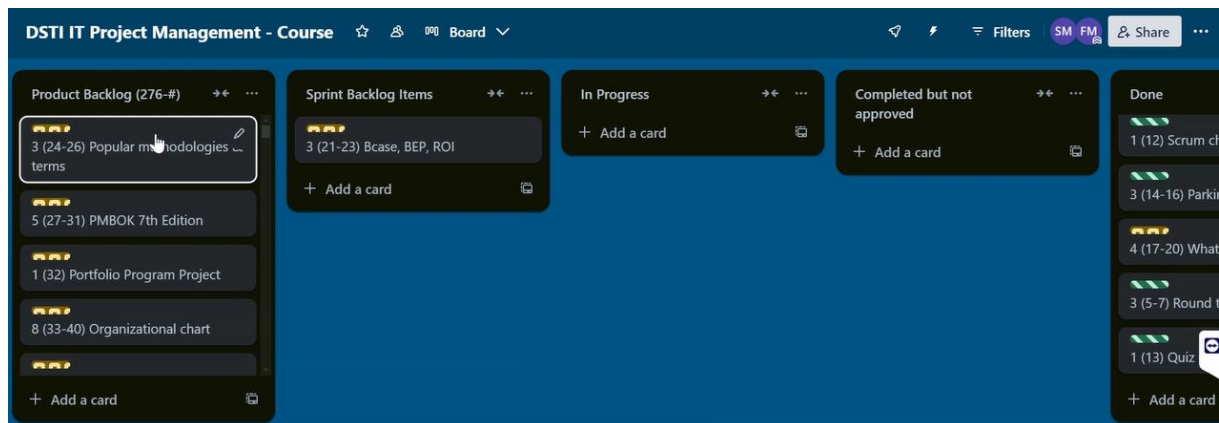 DSTI IT Project Management - Course
Board
Filters
SM
FM
Share
Product Backlog (276-#)
3 (24-26) Popular methodologies
terms
5 (27-31) PMBOK 7th Edition
1 (32) Portfolio Program Project
8 (33-40) Organizational chart
+ Add a card
Sprint Backlog Items
3 (21-23) Bcase, BEP, ROI
+ Add a card
In Progress
+ Add a card
Completed but not
approved
+ Add a card
Done
1 (12) Scrum
3 (14-16)
4 (17-20) What
3 (5-7) Round
1 (13) Quiz
+ Add a card